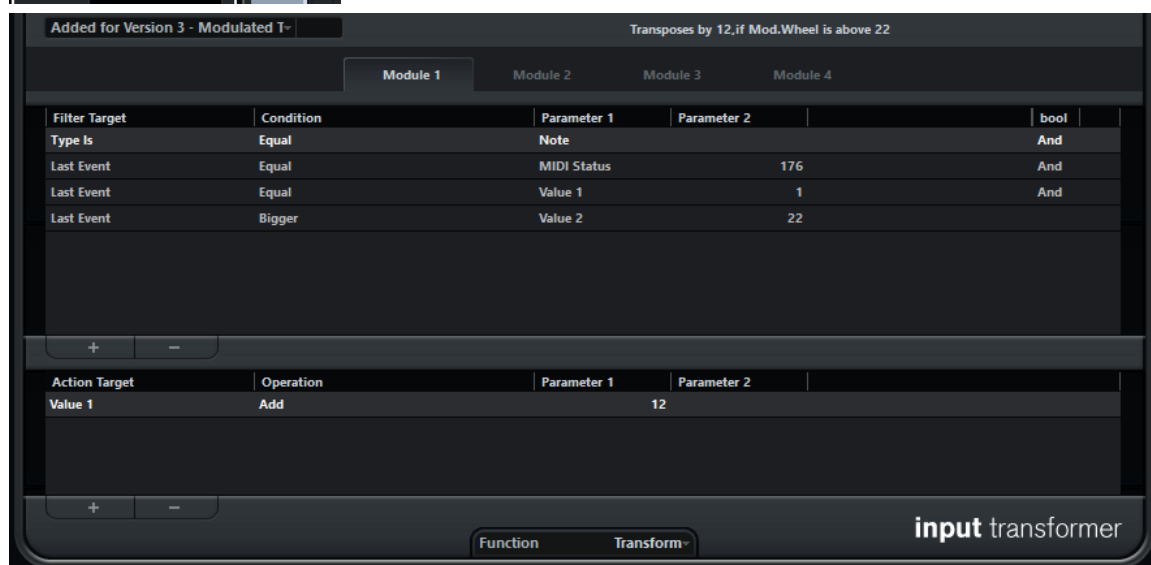 Added for Version 3 - Modulated T
Transposes by 12,if Mod.Wheel is above 22
Module 1 Module 2 Module 3 Module 4
Filter Target Condition Parameter 1 Parameter 2 bool
Type Is Equal Note And
Last Event Equal MIDI Status 176 And
Last Event Equal Value 1 1 And
Last Event Bigger Value 2 22
+ −
Action Target Operation Parameter 1 Parameter 2
Value 1 Add 12
+ −
input transformer
Function Transform